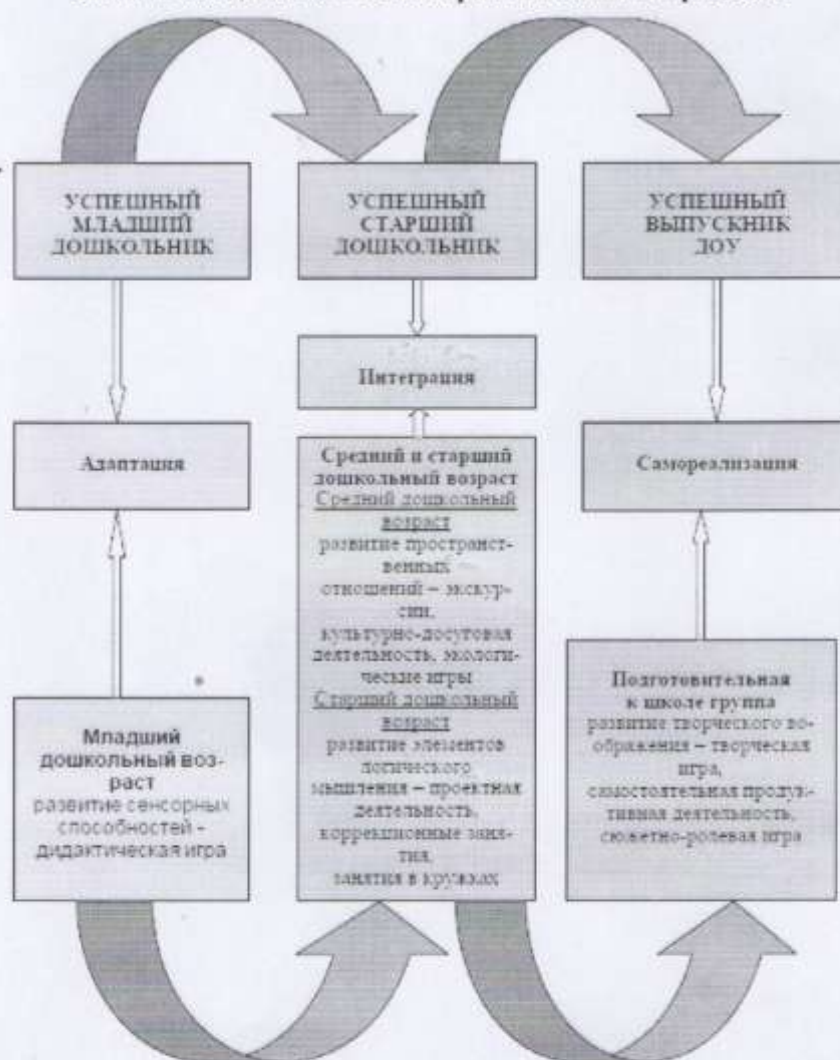 УСПЕШНЫЙ
МЛАДШИЙ
ДОШКОЛЬНИК
УСПЕШНЫЙ
СТАРШИЙ
ДОШКОЛЬНИК
УСПЕШНЫЙ
ВЫПУСКНИК
ДОУ
Интеграция
Адаптация
Средний и старший
дошкольный возраст
Средний дошкольный
возраст
развитие пространст-
венных
отношений – экскур-
сии,
культурно-досуговая
деятельность, экологи-
ческие игры
Старший дошкольный
возраст
развитие элементов
логического
мышления – проектная
деятельность,
коррекционные заня-
тия,
занятия в кружках
Самореализация
Младший
дошкольный воз-
раст
развитие сенсорных
способностей -
дидактическая игра
Подготовительная
к школе группа
развитие творческого во-
ображения – творческая
игра,
самостоятельная продук-
тивная деятельность,
сюжетно-ролевая игра